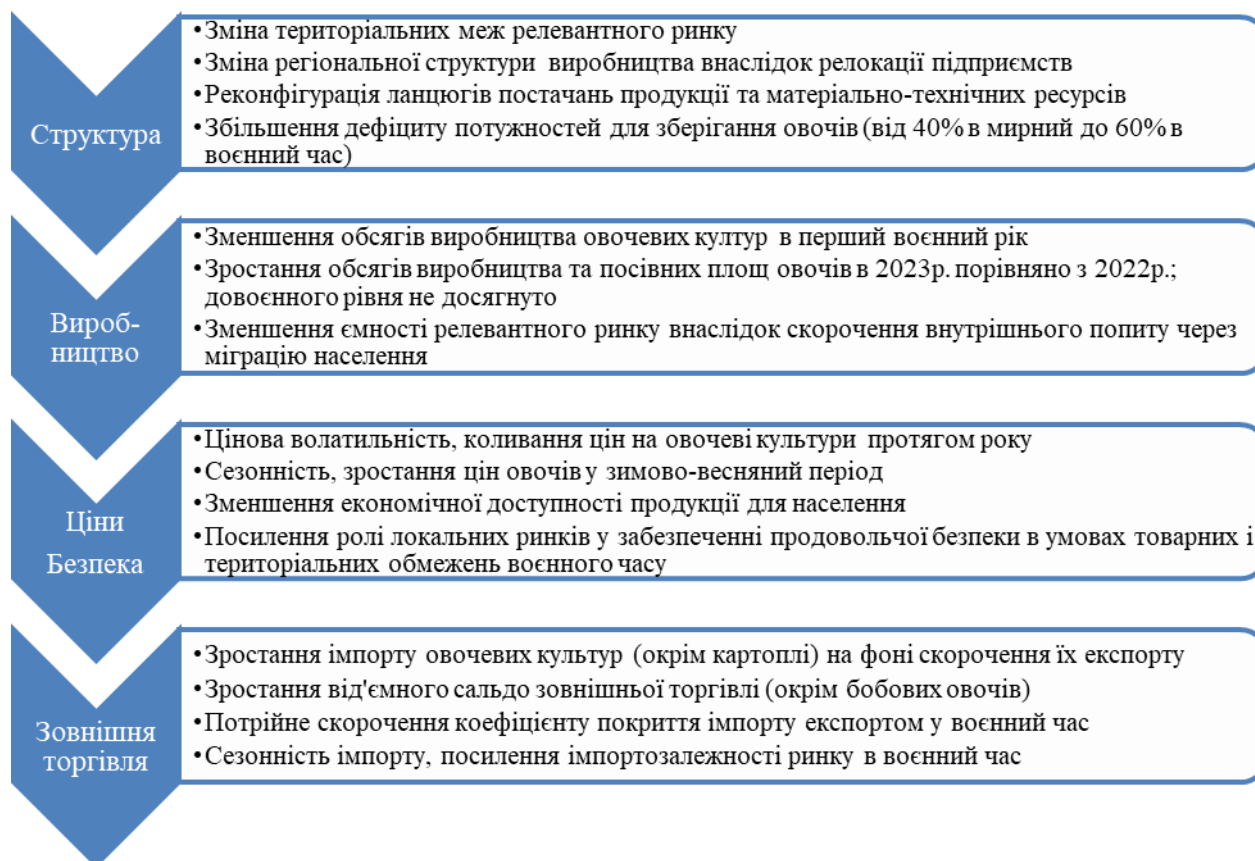 Структура
•Зміна територіальних меж релевантного ринку
•Зміна регіональної структури виробництва внаслідок релокації підприємств
•Реконфігурація ланцюгів постачань продукції та матеріально-технічних ресурсів
•Збільшення дефіциту потужностей для зберігання овочів (від 40% в мирний до 60% в
воєнний час)
Вироб-
ництво
•Зменшення обсягів виробництва овочевих култур в перший воєнний рік
•Зростання обсягів виробництва та посівних площ овочів в 2023р. порівняно з 2022р.;
довоєнного рівня не досягнуто
•Зменшення ємності релевантного ринку внаслідок скорочення внутрішнього попиту через
міграцію населення
Ціни
Безпека
•Цінова волатильність, коливання цін на овочеві культури протягом року
•Сезонність, зростання цін овочів у зимово-весняний період
•Зменшення економічної доступності продукції для населення
•Посилення ролі локальних ринків у забезпеченні продовольчої безпеки в умовах товарних і
територіальних обмежень воєнного часу
Зовнішня
торгівля
•Зростання імпорту овочевих культур (окрім картоплі) на фоні скорочення їх експорту
•Зростання від'ємного сальдо зовнішньої торгівлі (окрім бобових овочів)
•Потрійне скорочення коефіцієнту покриття імпорту експортом у воєнний час
•Сезонність імпорту, посилення імпортозалежності ринку в воєнний час